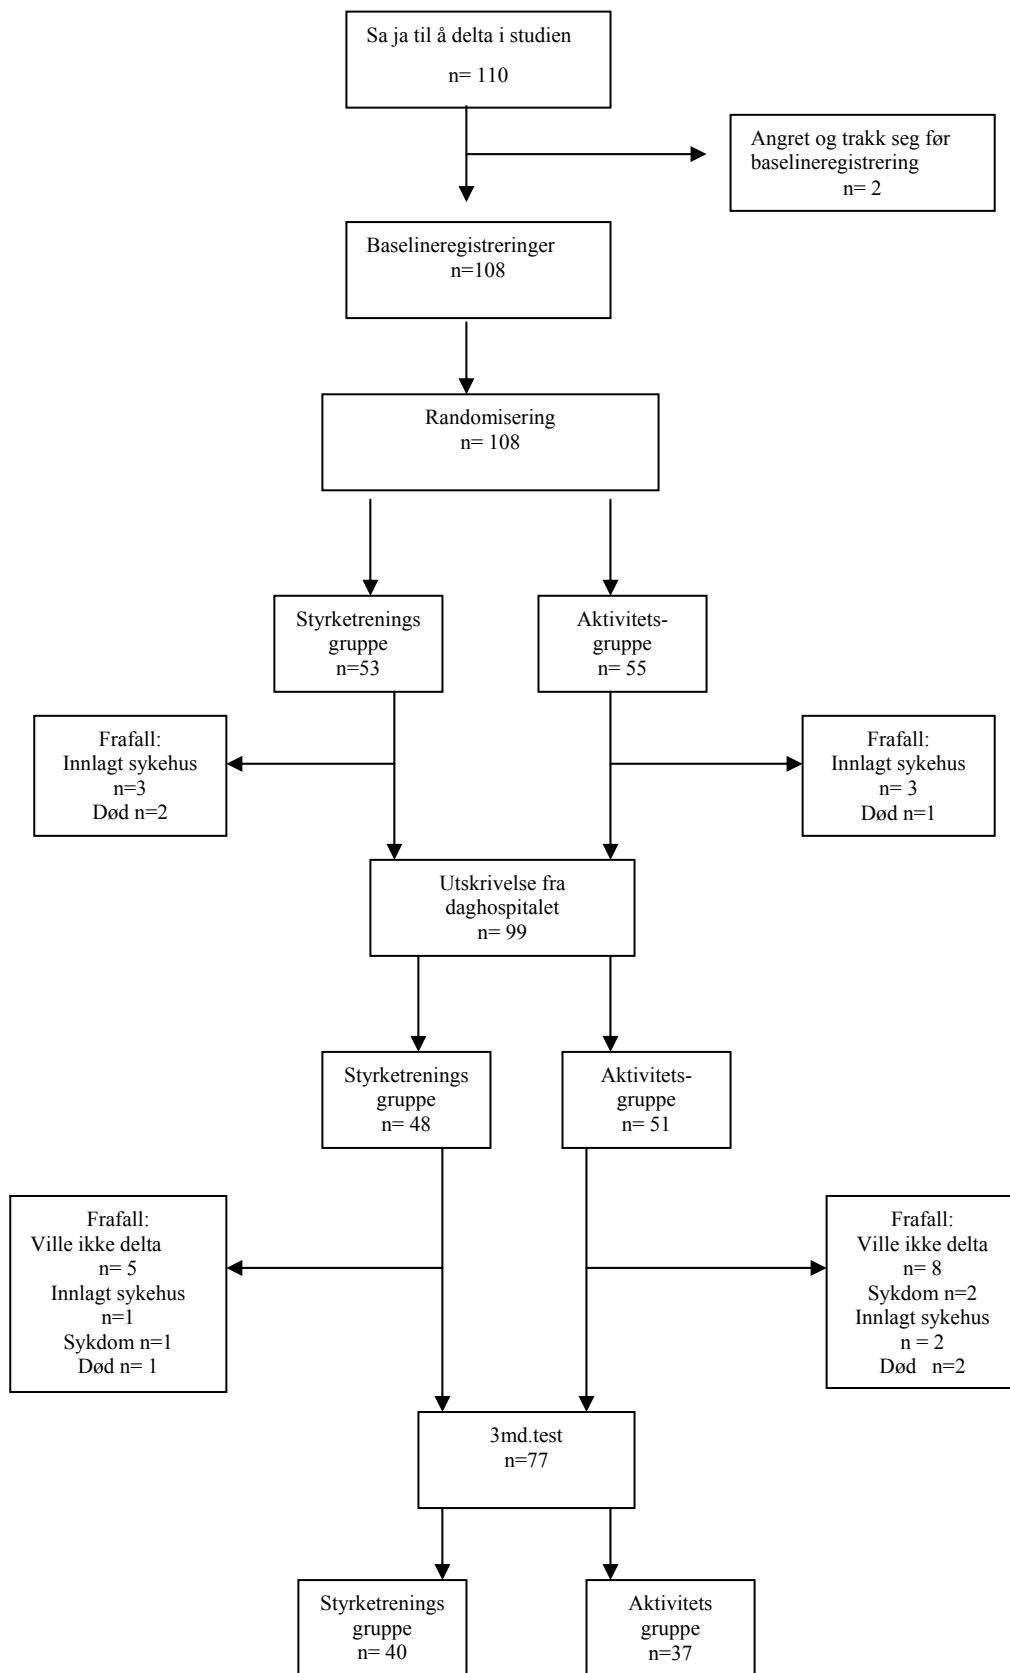 Sa ja til å delta i studien
n= 110
Angret og trakk seg før
baselineregistrering
n= 2
Baselineregistreringer
n=108
Randomisering
n= 108
Styrketrenings
gruppe
n=53
Aktivitets-
gruppe
n= 55
Frafall:
Innlagt sykehus
n=3
Død n=2
Frafall:
Innlagt sykehus
n= 3
Død n=1
Utskrivelse fra
daghospitalet
n= 99
Styrketrenings
gruppe
n= 48
Aktivitets-
gruppe
n= 51
Frafall:
Ville ikke delta
n= 5
Innlagt sykehus
n=1
Sykdom n=1
Død n= 1
Frafall:
Ville ikke delta
n= 8
Sykdom n=2
Innlagt sykehus
n = 2
Død n=2
3md.test
n=77
Styrketrenings
gruppe
n= 40
Aktivitets
gruppe
n=37